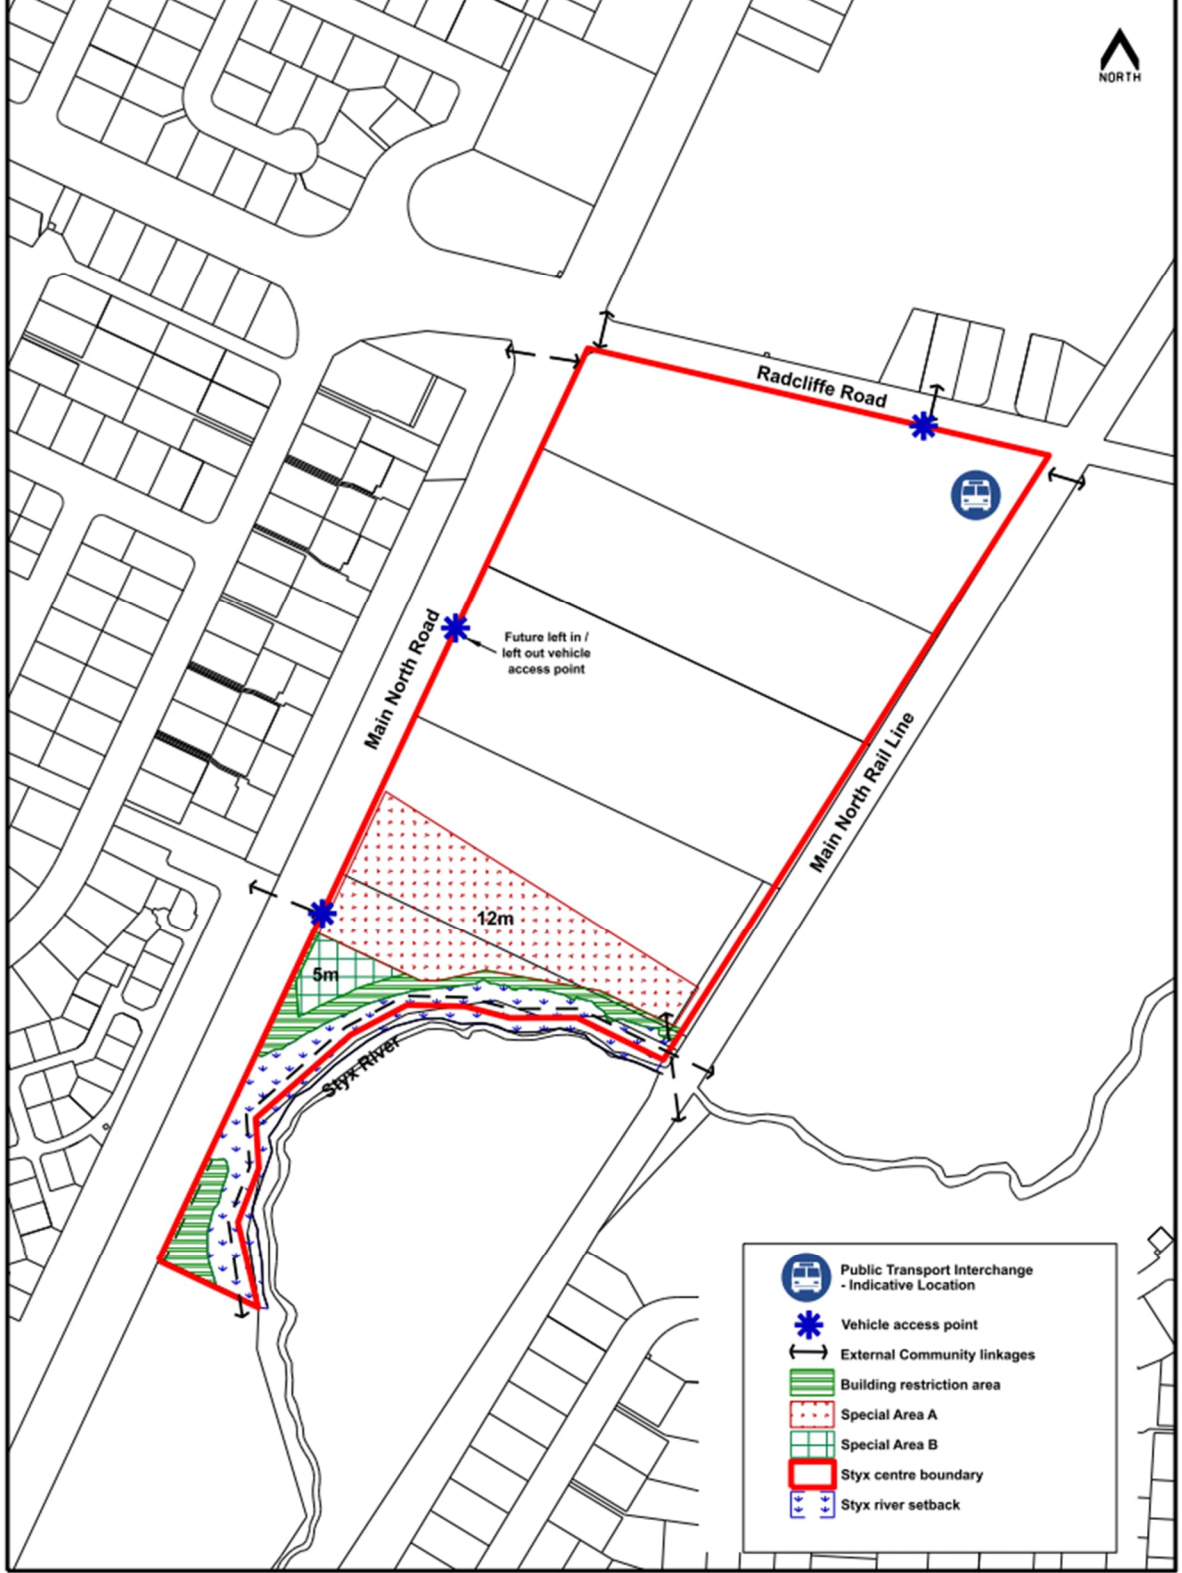 NORTH
Radcliffe Road
Main North Road
Future left in /
left out vehicle
access point
Main North Rail Line
12m
5m
Styx River
Public Transport Interchange
- Indicative Location
Vehicle access point
External Community linkages
Building restriction area
Special Area A
Special Area B
Styx centre boundary
Styx river setback